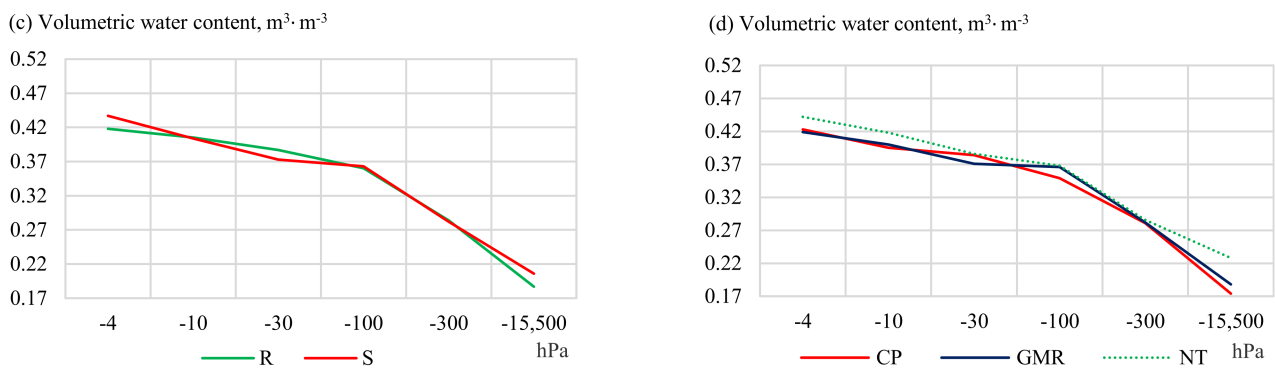 (c) Volumetric water content, m³· m⁻³
0.52
0.47
0.42
0.37
0.32
0.27
0.22
0.17
-4 -10 -30 -100 -300 -15,500
hPa
R S
(d) Volumetric water content, m³· m⁻³
0.52
0.47
0.42
0.37
0.32
0.27
0.22
0.17
-4 -10 -30 -100 -300 -15,500
CP GMR NT hPa